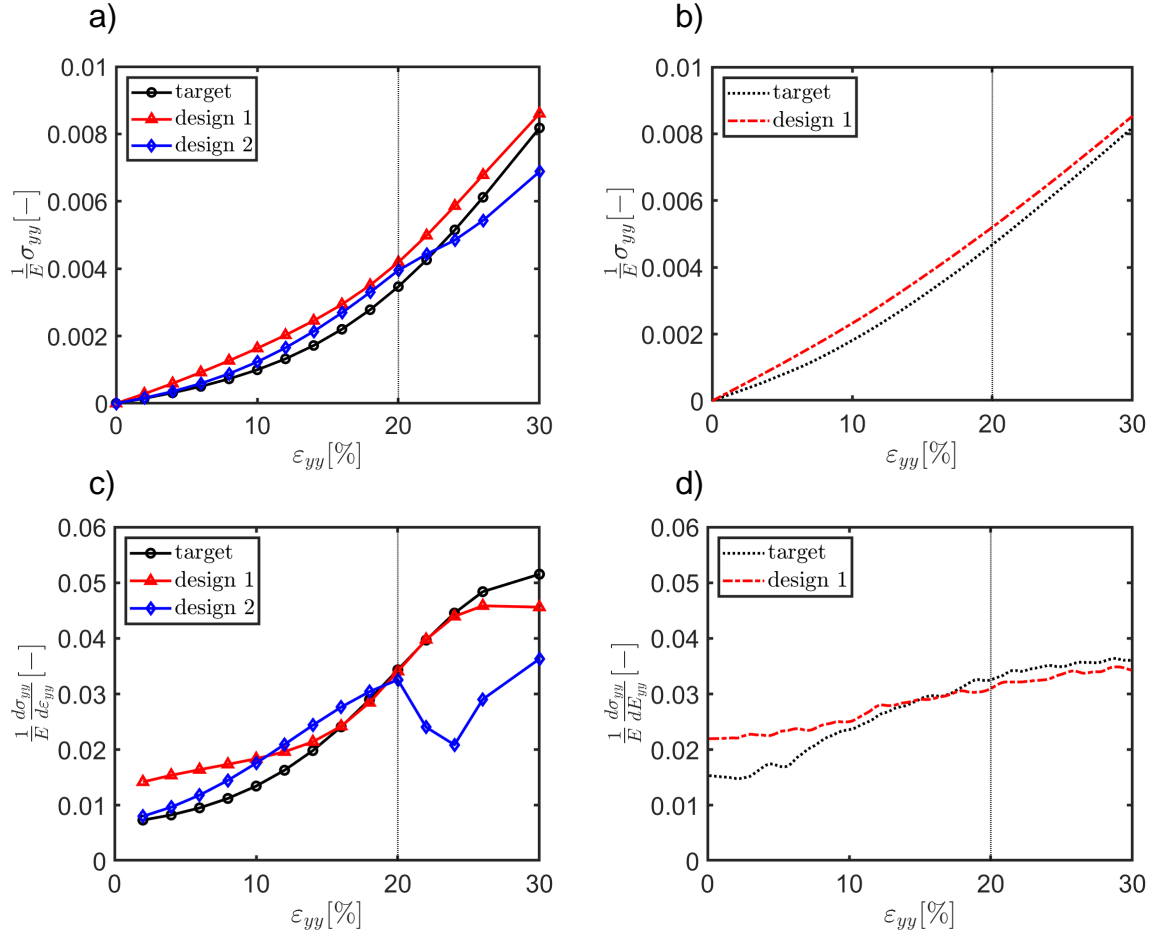 a)
0.01
0.008
0.006
0.004
0.002
0
0
10
20
30
target
design 1
design 2
1/E σyy[−]
εyy[%]
b)
0.01
0.008
0.006
0.004
0.002
0
0
10
20
30
target
design 1
1/E σyy[−]
εyy[%]
c)
0.06
0.05
0.04
0.03
0.02
0.01
0
0
10
20
30
target
design 1
design 2
1/E dσyy/dεyy[−]
εyy[%]
d)
0.06
0.05
0.04
0.03
0.02
0.01
0
0
10
20
30
target
design 1
1/E dσyy/dEyy[−]
εyy[%]